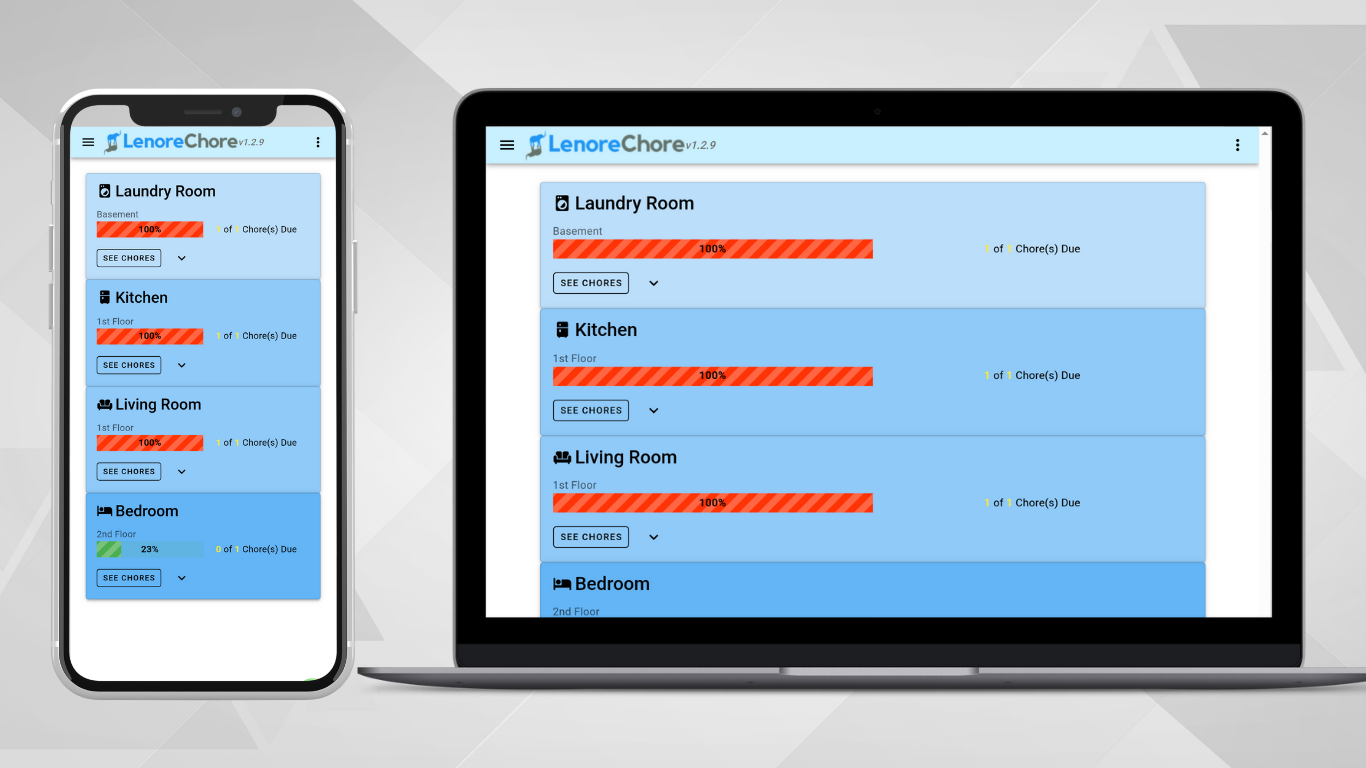 LenoreChore v1.2.9
Laundry Room
Basement
100% 1 of 1 Chore(s) Due
SEE CHORES
Kitchen
1st Floor
100% 1 of 1 Chore(s) Due
SEE CHORES
Living Room
1st Floor
100% 1 of 1 Chore(s) Due
SEE CHORES
Bedroom
2nd Floor
23% 0 of 1 Chore(s) Due
SEE CHORES
LenoreChore v1.2.9
Laundry Room
Basement
100% 1 of 1 Chore(s) Due
SEE CHORES
Kitchen
1st Floor
100% 1 of 1 Chore(s) Due
SEE CHORES
Living Room
1st Floor
100% 1 of 1 Chore(s) Due
SEE CHORES
Bedroom
2nd Floor